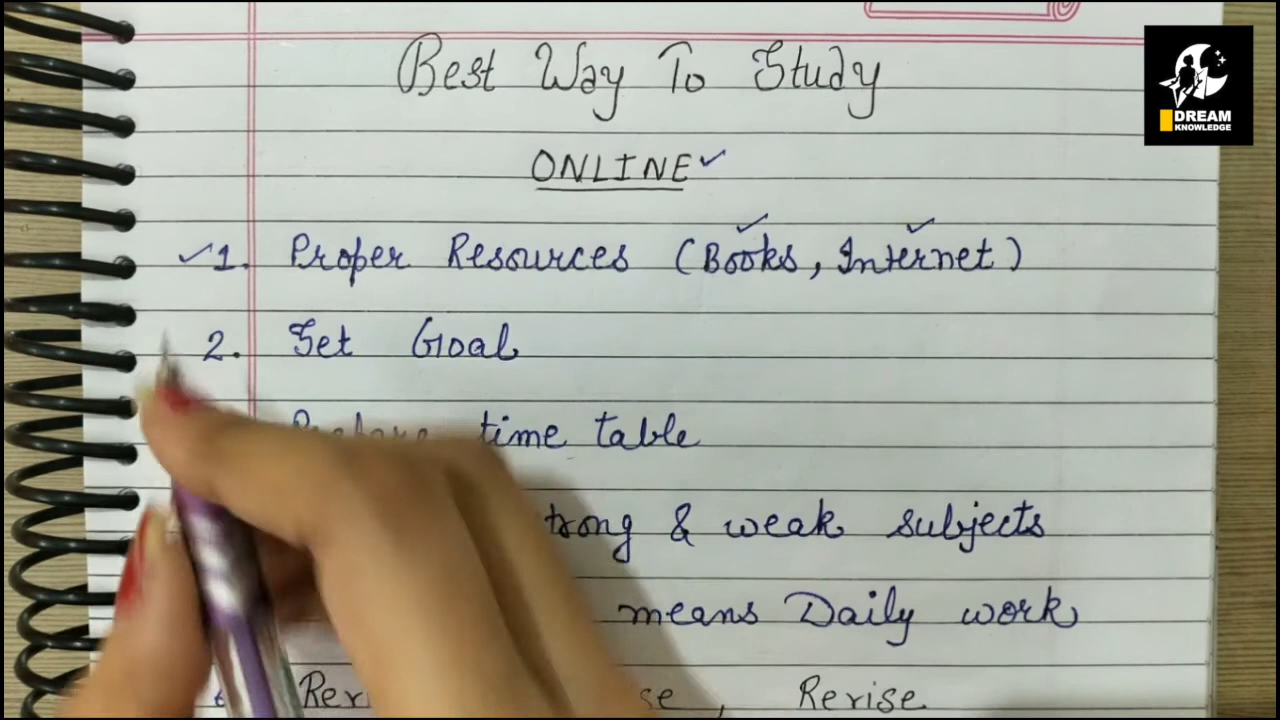 Best Way To Study
DREAM
KNOWLEDGE
ONLINE
1. Proper Resources (Books, Internet)
2. Set Goal
time table
& weak subjects
means Daily work
, Revise